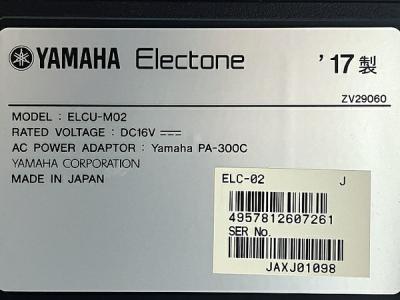 YAMAHA Electone '17製
ZV29060
MODEL : ELCU-M02
RATED VOLTAGE : DC16V
AC POWER ADAPTOR : Yamaha PA-300C
YAMAHA CORPORATION
MADE IN JAPAN
ELC-02 J
4957812607261
SER No.
JAXJ01098